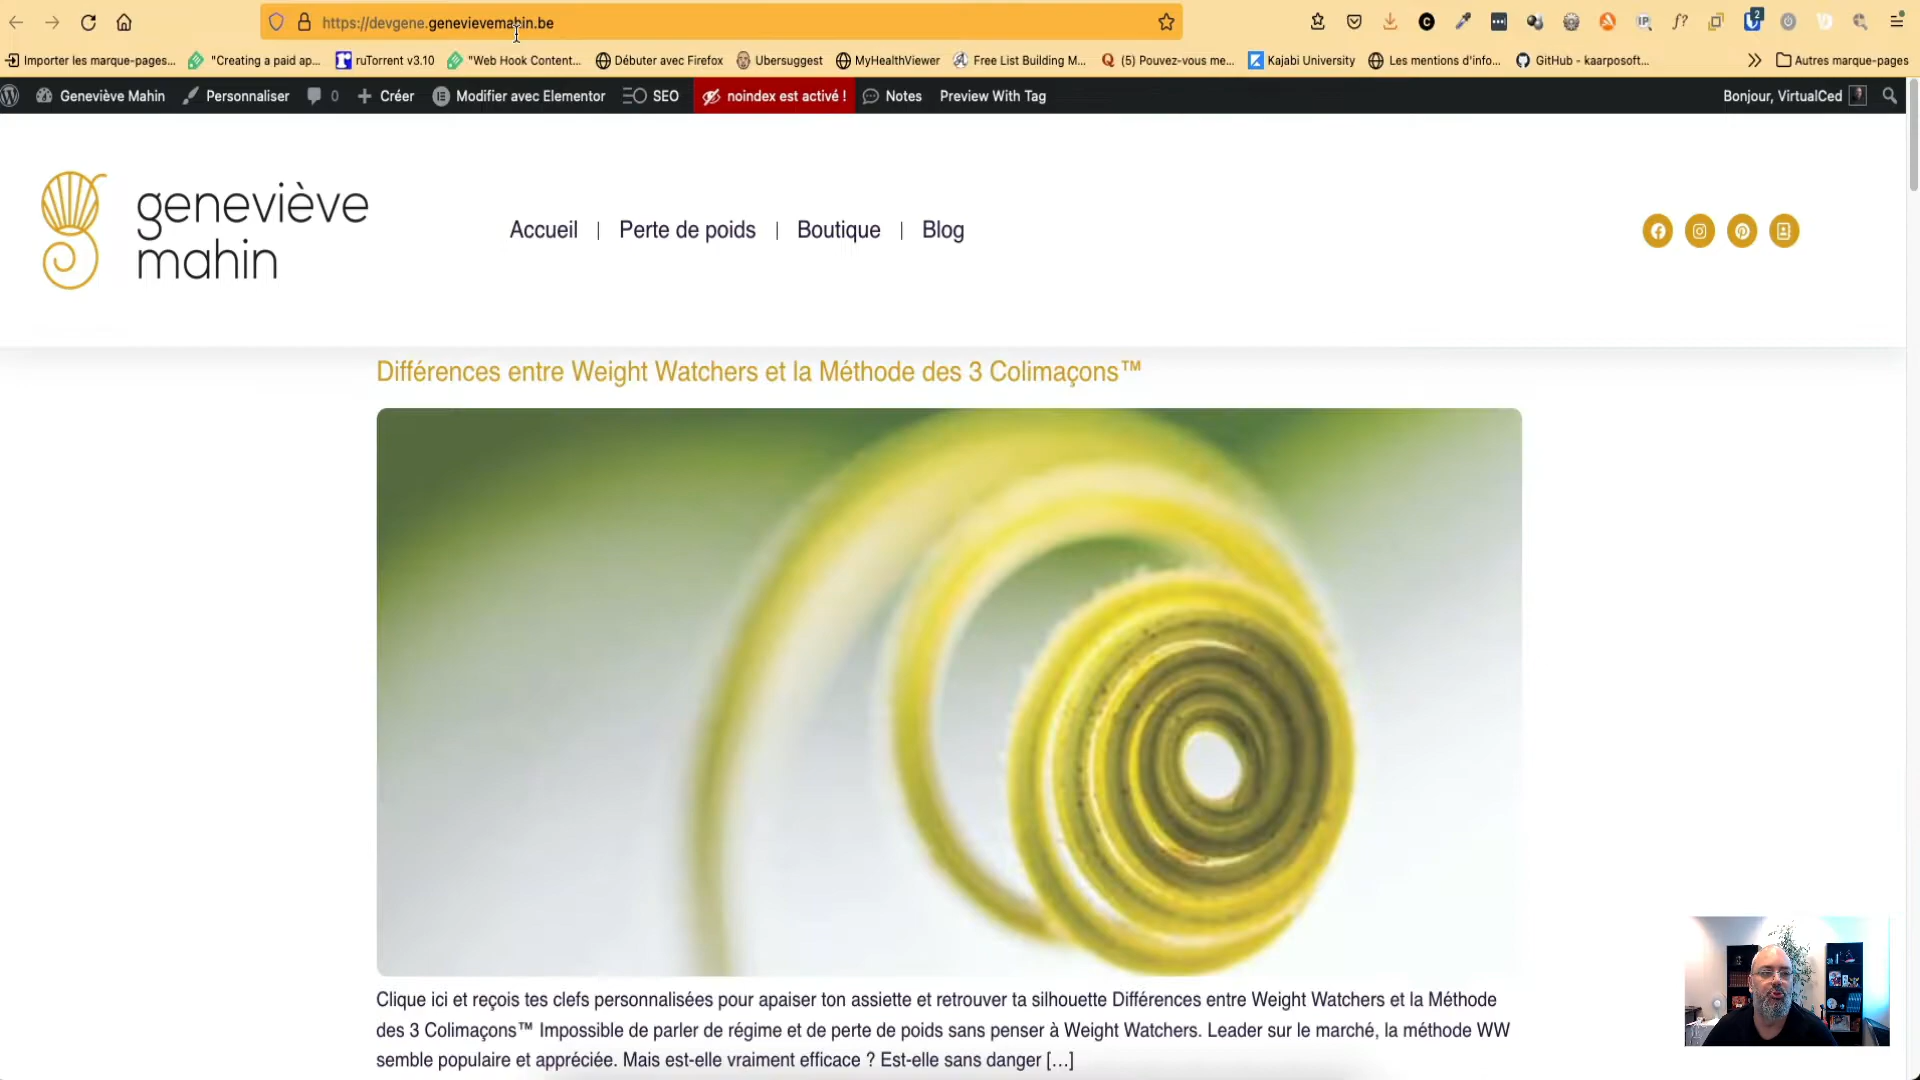 https://devgene.genevievemahin.be
Importer les marque-pages... "Creating a paid ap... ruTorrent v3.10 "Web Hook Content... Débuter avec Firefox Ubersuggest MyHealthViewer Free List Building M... (5) Pouvez-vous me... Kajabi University Les mentions d'info... GitHub - kaarposoft... Autres marque-pages
Geneviève Mahin Personnaliser 0 + Créer Modifier avec Elementor SEO noindex est activé ! Notes Preview With Tag Bonjour, VirtualCed
geneviève
mahin
Accueil | Perte de poids | Boutique | Blog
Différences entre Weight Watchers et la Méthode des 3 Colimaçons™
Clique ici et reçois tes clefs personnalisées pour apaiser ton assiette et retrouver ta silhouette Différences entre Weight Watchers et la Méthode
des 3 Colimaçons™ Impossible de parler de régime et de perte de poids sans penser à Weight Watchers. Leader sur le marché, la méthode WW
semble populaire et appréciée. Mais est-elle vraiment efficace ? Est-elle sans danger […]